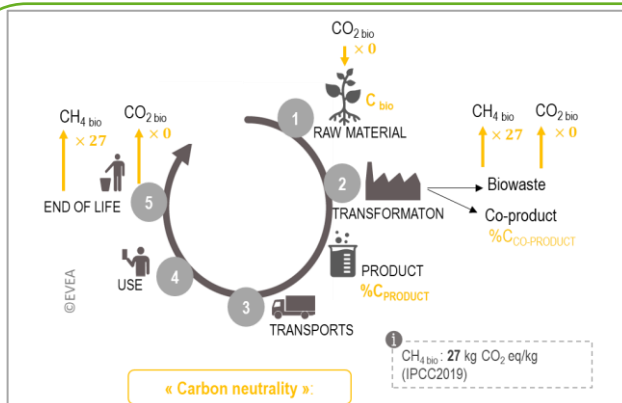 CO2 bio
× 0
C bio
1
RAW MATERIAL
CH4 bio
× 27
CO2 bio
× 0
2
TRANSFORMATON
Biowaste
Co-product
%CCO-PRODUCT
PRODUCT
%CPRODUCT
3
TRANSPORTS
4
USE
5
END OF LIFE
CH4 bio
× 27
CO2 bio
× 0
©EVEA
i
CH4 bio : 27 kg CO2 eq/kg
(IPCC2019)
« Carbon neutrality »: